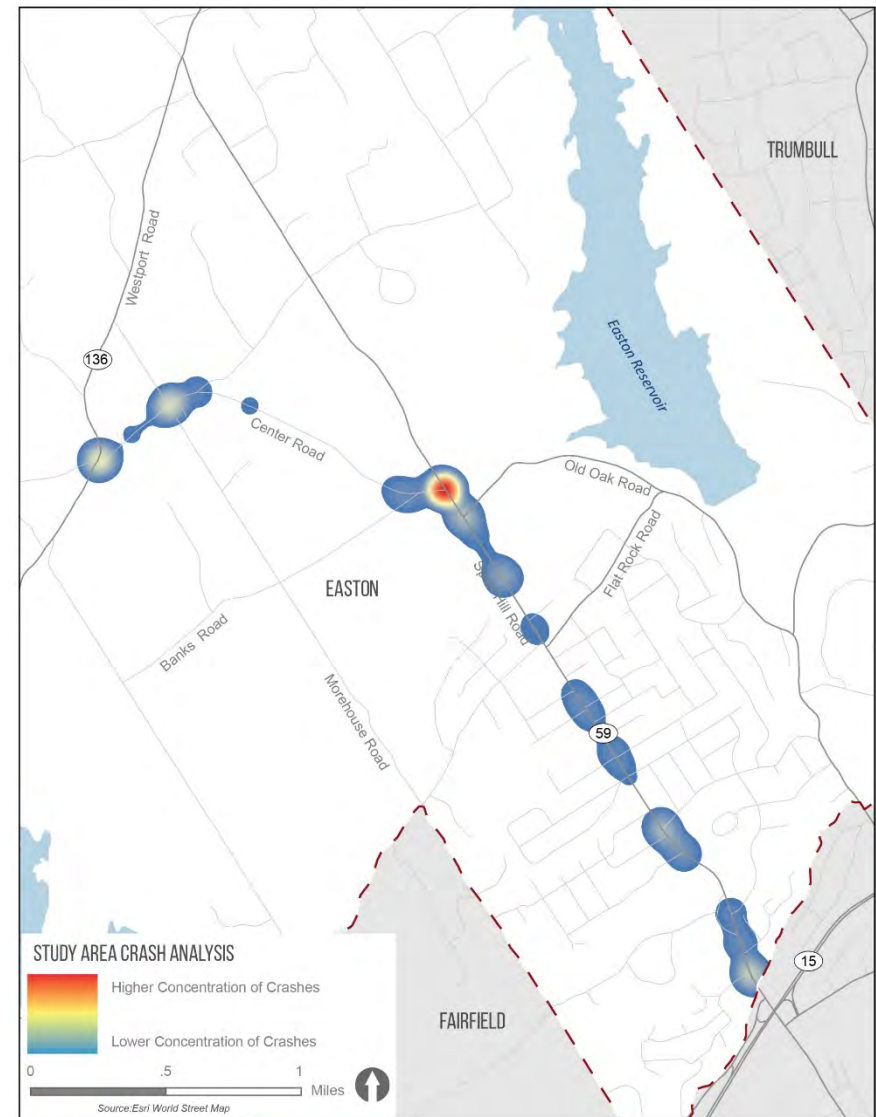 TRUMBULL
Westport Road
136
Easton Reservoir
Center Road
Old Oak Road
Flat Rock Road
EASTON
Hill Road
Banks Road
Morehouse Road
59
15
FAIRFIELD
STUDY AREA CRASH ANALYSIS
Higher Concentration of Crashes
Lower Concentration of Crashes
0 .5 1
Miles
Source:Esri World Street Map